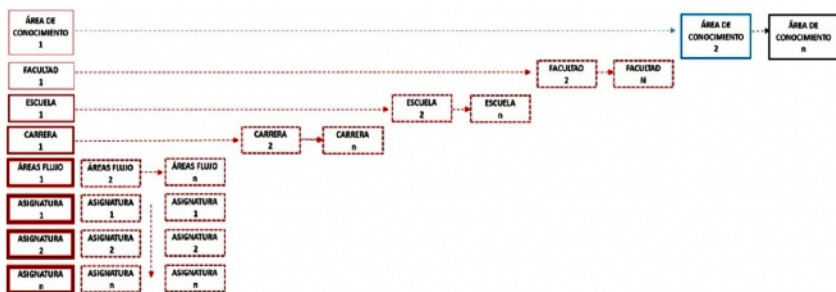 ÁREA DE
CONOCIMIENTO
1
ÁREA DE
CONOCIMIENTO
2
ÁREA DE
CONOCIMIENTO
n
FACULTAD
1
FACULTAD
2
FACULTAD
N
ESCUELA
1
ESCUELA
2
ESCUELA
n
CARRERA
1
CARRERA
2
CARRERA
n
ÁREAS FLUJO
1
ÁREAS FLUJO
2
ÁREAS FLUJO
n
ASIGNATURA
1
ASIGNATURA
1
ASIGNATURA
1
ASIGNATURA
2
ASIGNATURA
2
ASIGNATURA
2
ASIGNATURA
n
ASIGNATURA
n
ASIGNATURA
n